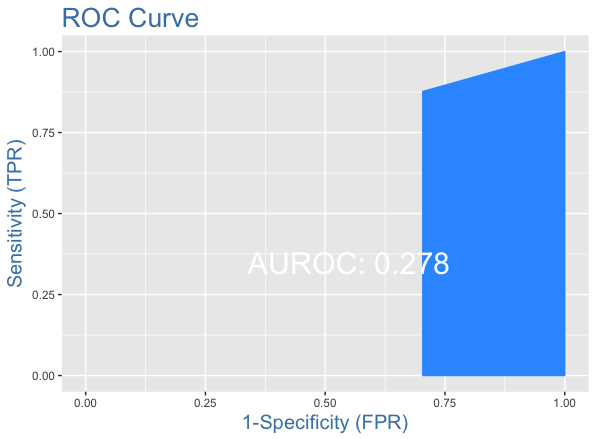 ROC Curve
1.00
0.75
0.50
0.25
0.00
Sensitivity (TPR)
AUROC: 0.278
0.00 0.25 0.50 0.75 1.00
1-Specificity (FPR)